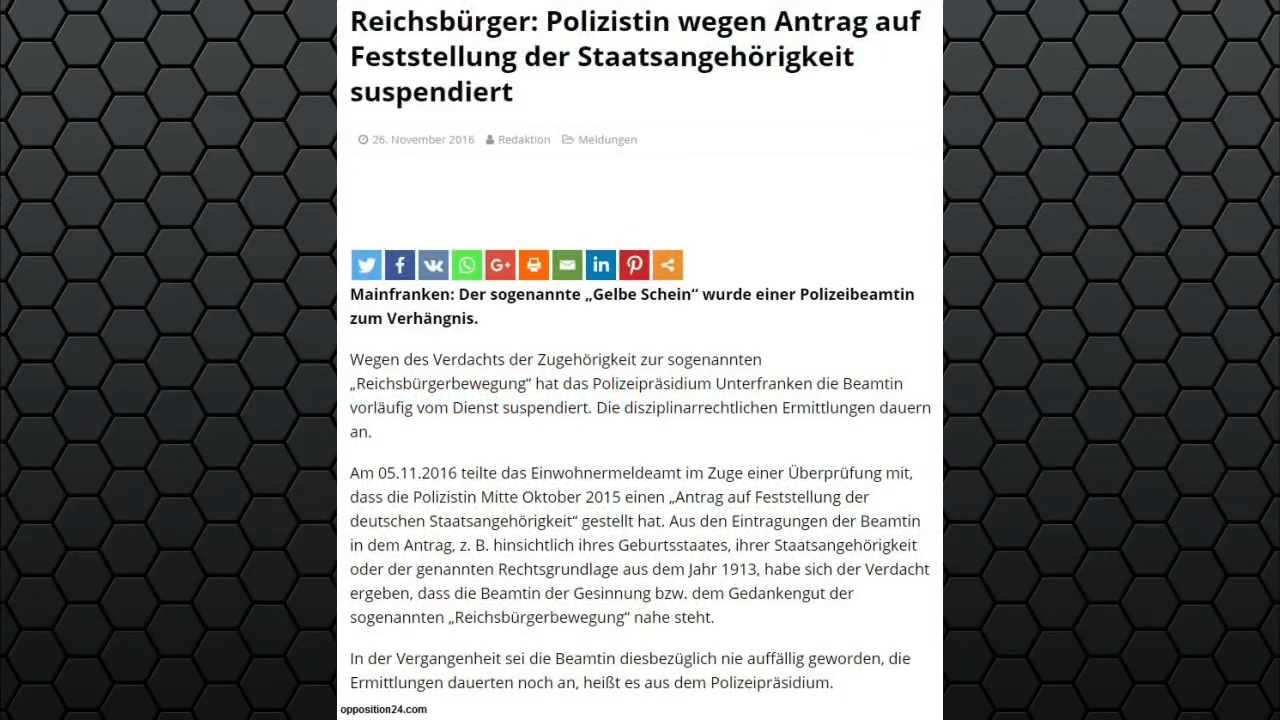 Reichsbürger: Polizistin wegen Antrag auf
Feststellung der Staatsangehörigkeit
suspendiert
26. November 2016 Redaktion Meldungen
Mainfranken: Der sogenannte „Gelbe Schein“ wurde einer Polizeibeamtin
zum Verhängnis.
Wegen des Verdachts der Zugehörigkeit zur sogenannten
„Reichsbürgerbewegung“ hat das Polizeipräsidium Unterfranken die Beamtin
vorläufig vom Dienst suspendiert. Die disziplinarrechtlichen Ermittlungen dauern
an.
Am 05.11.2016 teilte das Einwohnermeldeamt im Zuge einer Überprüfung mit,
dass die Polizistin Mitte Oktober 2015 einen „Antrag auf Feststellung der
deutschen Staatsangehörigkeit“ gestellt hat. Aus den Eintragungen der Beamtin
in dem Antrag, z. B. hinsichtlich ihres Geburtsstaates, ihrer Staatsangehörigkeit
oder der genannten Rechtsgrundlage aus dem Jahr 1913, habe sich der Verdacht
ergeben, dass die Beamtin der Gesinnung bzw. dem Gedankengut der
sogenannten „Reichsbürgerbewegung“ nahe steht.
In der Vergangenheit sei die Beamtin diesbezüglich nie auffällig geworden, die
Ermittlungen dauerten noch an, heißt es aus dem Polizeipräsidium.
opposition24.com